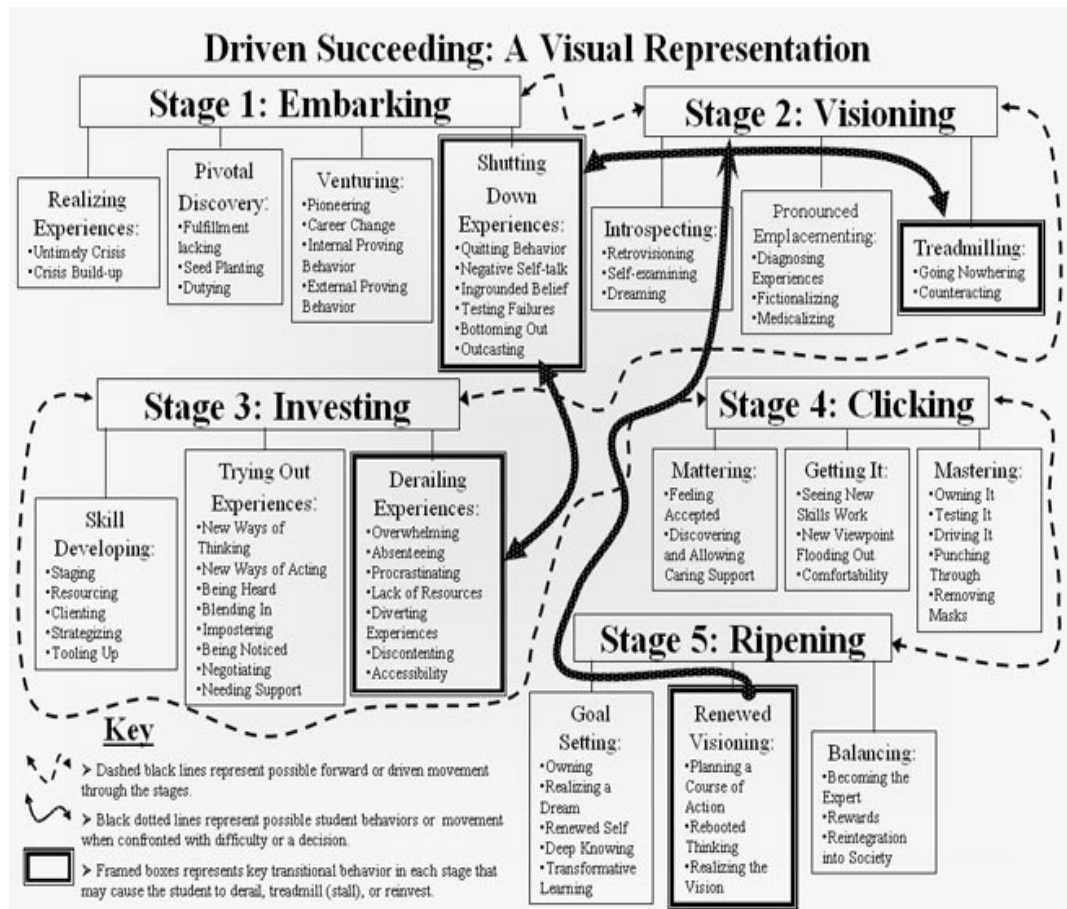 Driven Succeeding: A Visual Representation
Stage 1: Embarking
Realizing
Experiences:
•Untimely Crisis
•Crisis Build-up
Pivotal
Discovery:
•Fulfillment
lacking
•Seed Planting
•Dutying
Venturing:
•Pioneering
•Career Change
•Internal Proving
Behavior
•External Proving
Behavior
Shutting
Down
Experiences:
•Quitting Behavior
•Negative Self-talk
•Ingrounded Belief
•Testing Failures
•Bottoming Out
•Outcasting
Stage 2: Visioning
Introspecting:
•Retrovisioning
•Self-examining
•Dreaming
Pronounced
Emplacementing:
•Diagnosing
Experiences
•Fictionalizing
•Medicalizing
Treadmilling:
•Going Nowhering
•Counteracting
Stage 3: Investing
Skill
Developing:
•Staging
•Resourcing
•Clienting
•Strategizing
•Tooling Up
Trying Out
Experiences:
•New Ways of
Thinking
•New Ways of Acting
•Being Heard
•Blending In
•Impostering
•Being Noticed
•Negotiating
•Needing Support
Derailing
Experiences:
•Overwhelming
•Absenteeing
•Procrastinating
•Lack of Resources
•Diverting
Experiences
•Discontenting
•Accessibility
Stage 4: Clicking
Mattering:
•Feeling
Accepted
•Discovering
and Allowing
Caring Support
Getting It:
•Seeing New
Skills Work
•New Viewpoint
Flooding Out
•Comfortability
Mastering:
•Owning It
•Testing It
•Driving It
•Punching
Through
•Removing
Masks
Stage 5: Ripening
Goal
Setting:
•Owning
•Realizing a
Dream
•Renewed Self
•Deep Knowing
•Transformative
Learning
Renewed
Visioning:
•Planning a
Course of
Action
•Rebooted
Thinking
•Realizing the
Vision
Balancing:
•Becoming the
Expert
•Rewards
•Reintegration
into Society
Key
➢ Dashed black lines represent possible forward or driven movement
through the stages.
➢ Black dotted lines represent possible student behaviors or movement
when confronted with difficulty or a decision.
➢ Framed boxes represents key transitional behavior in each stage that
may cause the student to derail, treadmill (stall), or reinvest.